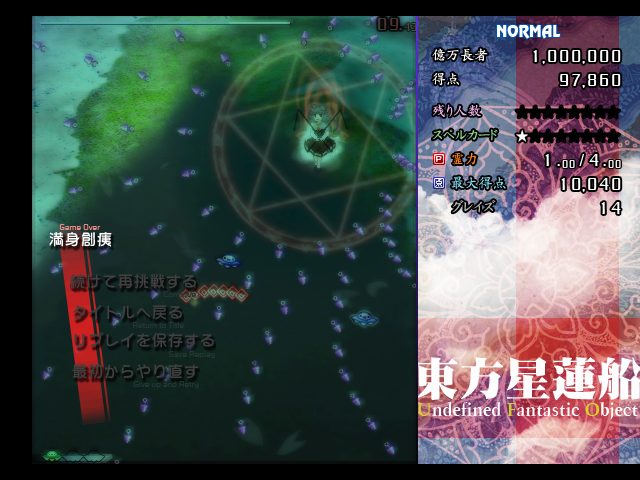 09.
NORMAL
億万長者 1,000,000
得点 97,860
残り人数
スペルカード
P 霊力 1.00/4.00
最大得点 10,040
グレイズ 14
Game Over
満身創痍
続けて再挑戦する
タイトルへ戻る
Return to Title
リプレイを保存する
Save Replay
最初からやり直す
Give up and Retry
東方星蓮船
Undefined Fantastic Object